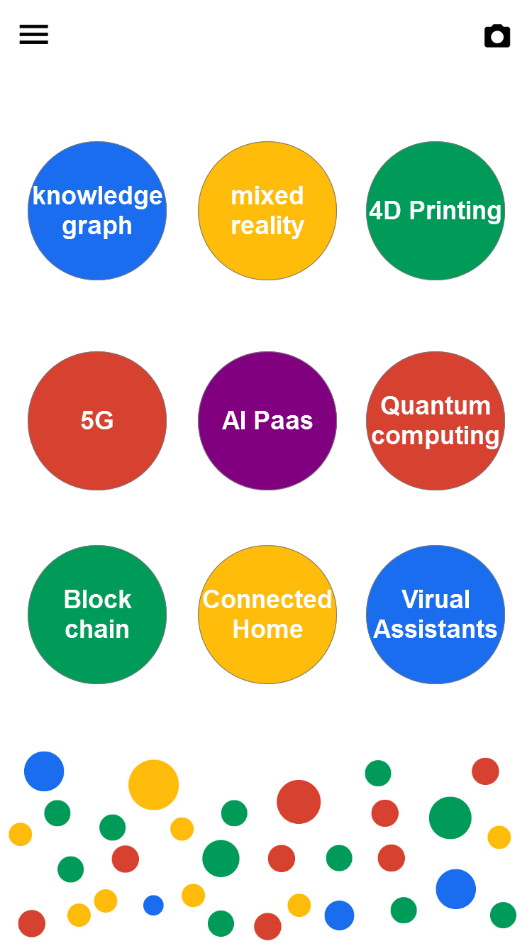 knowledge
graph
mixed
reality
4D Printing
5G
AI Paas
Quantum
computing
Block
chain
Connected
Home
Virual
Assistants